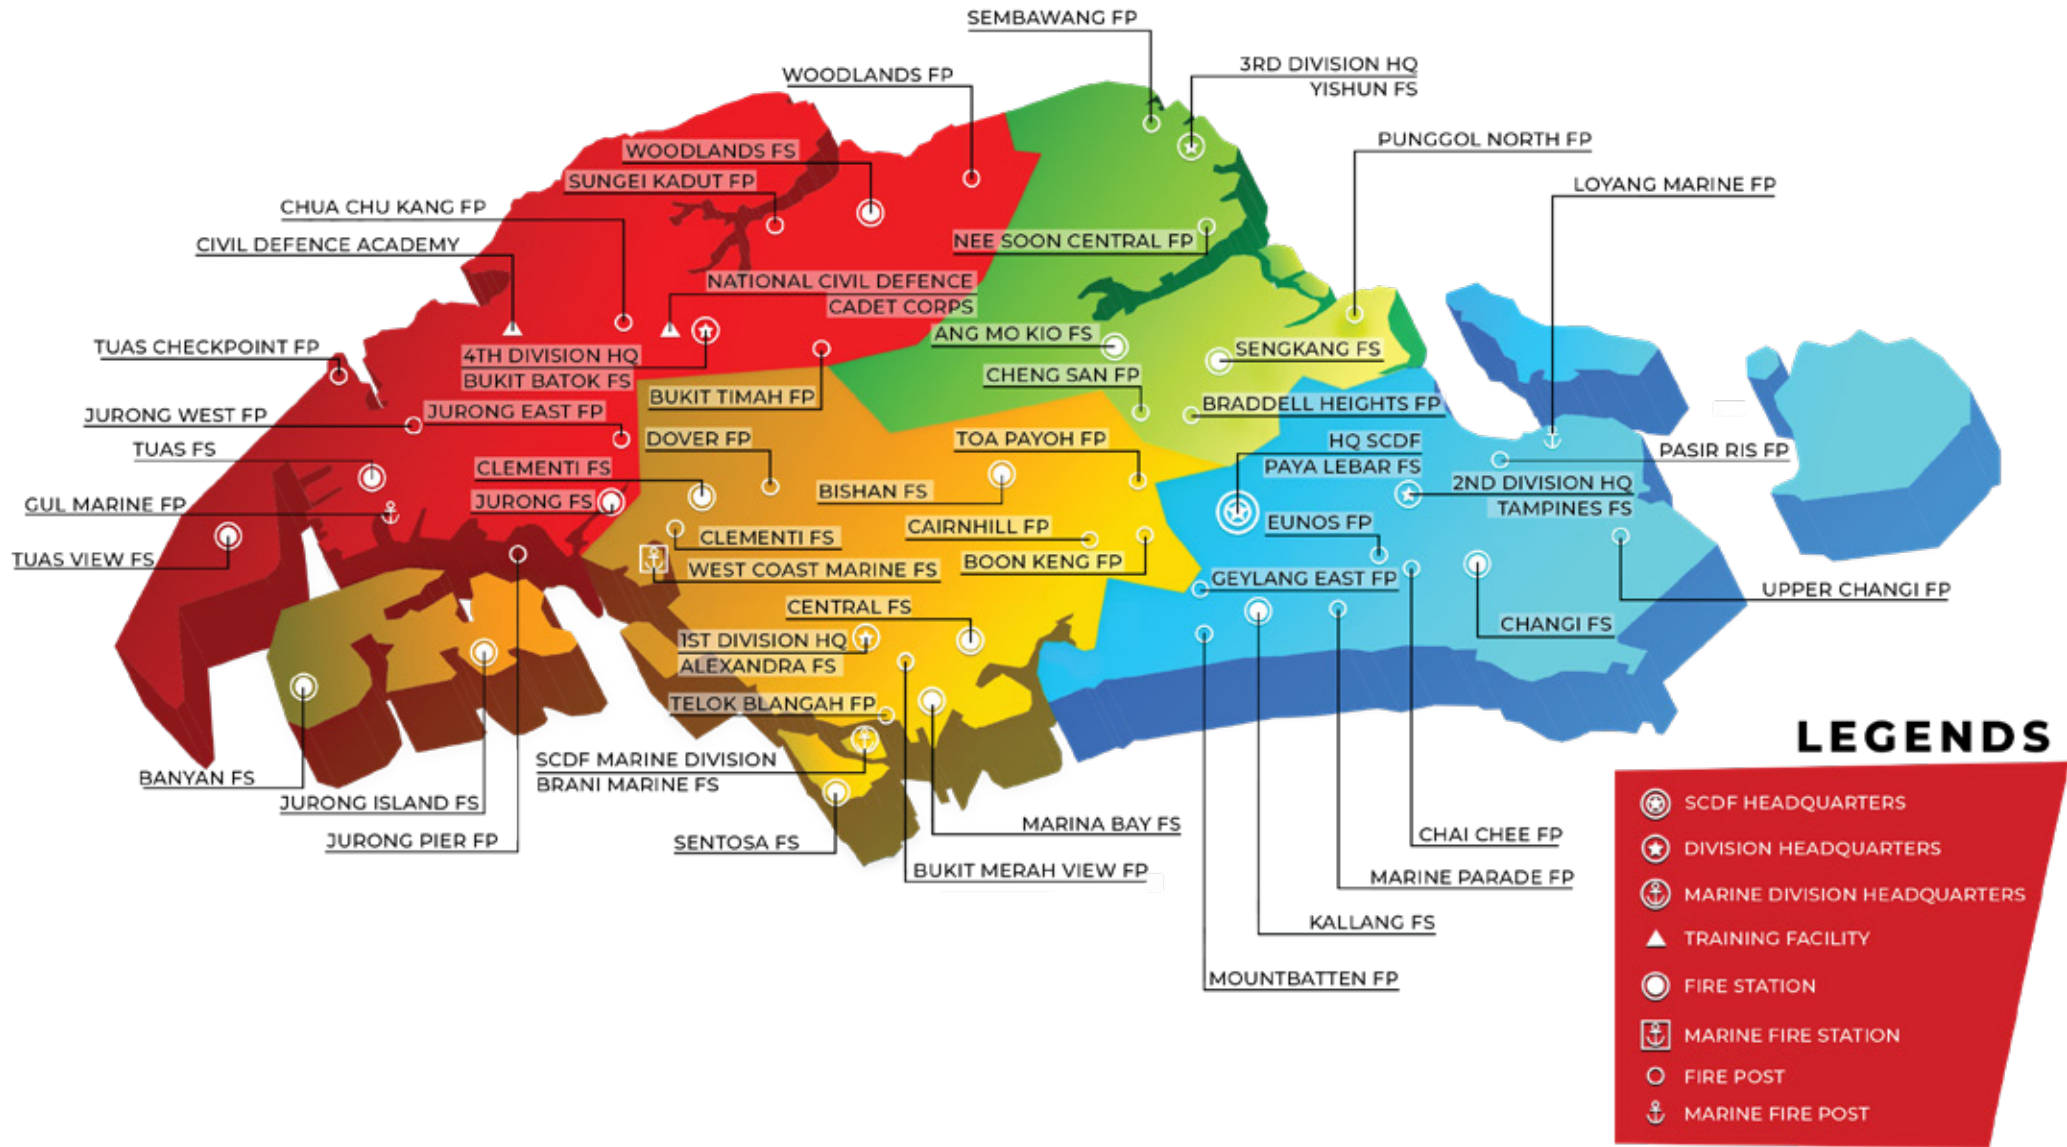 SEMBAWANG FP
3RD DIVISION HQ
YISHUN FS
WOODLANDS FP
PUNGGOL NORTH FP
WOODLANDS FS
SUNGEI KADUT FP
LOYANG MARINE FP
CHUA CHU KANG FP
CIVIL DEFENCE ACADEMY
NEE SOON CENTRAL FP
NATIONAL CIVIL DEFENCE
CADET CORPS
TUAS CHECKPOINT FP
4TH DIVISION HQ
BUKIT BATOK FS
ANG MO KIO FS
SENGKANG FS
CHENG SAN FP
BUKIT TIMAH FP
BRADDELL HEIGHTS FP
JURONG WEST FP
JURONG EAST FP
DOVER FP
TOA PAYOH FP
HQ SCDF
PAYA LEBAR FS
PASIR RIS FP
TUAS FS
CLEMENTI FS
2ND DIVISION HQ
TAMPINES FS
BISHAN FS
GUL MARINE FP
JURONG FS
CAIRNHILL FP
EUNOS FP
CLEMENTI FS
TUAS VIEW FS
BOON KENG FP
WEST COAST MARINE FS
GEYLANG EAST FP
UPPER CHANGI FP
CENTRAL FS
CHANGI FS
1ST DIVISION HQ
ALEXANDRA FS
TELOK BLANGAH FP
SCDF MARINE DIVISION
BRANI MARINE FS
BANYAN FS
JURONG ISLAND FS
JURONG PIER FP
SENTOSA FS
MARINA BAY FS
CHAI CHEE FP
BUKIT MERAH VIEW FP
MARINE PARADE FP
KALLANG FS
MOUNTBATTEN FP
LEGENDS
SCDF HEADQUARTERS
DIVISION HEADQUARTERS
MARINE DIVISION HEADQUARTERS
TRAINING FACILITY
FIRE STATION
MARINE FIRE STATION
FIRE POST
MARINE FIRE POST